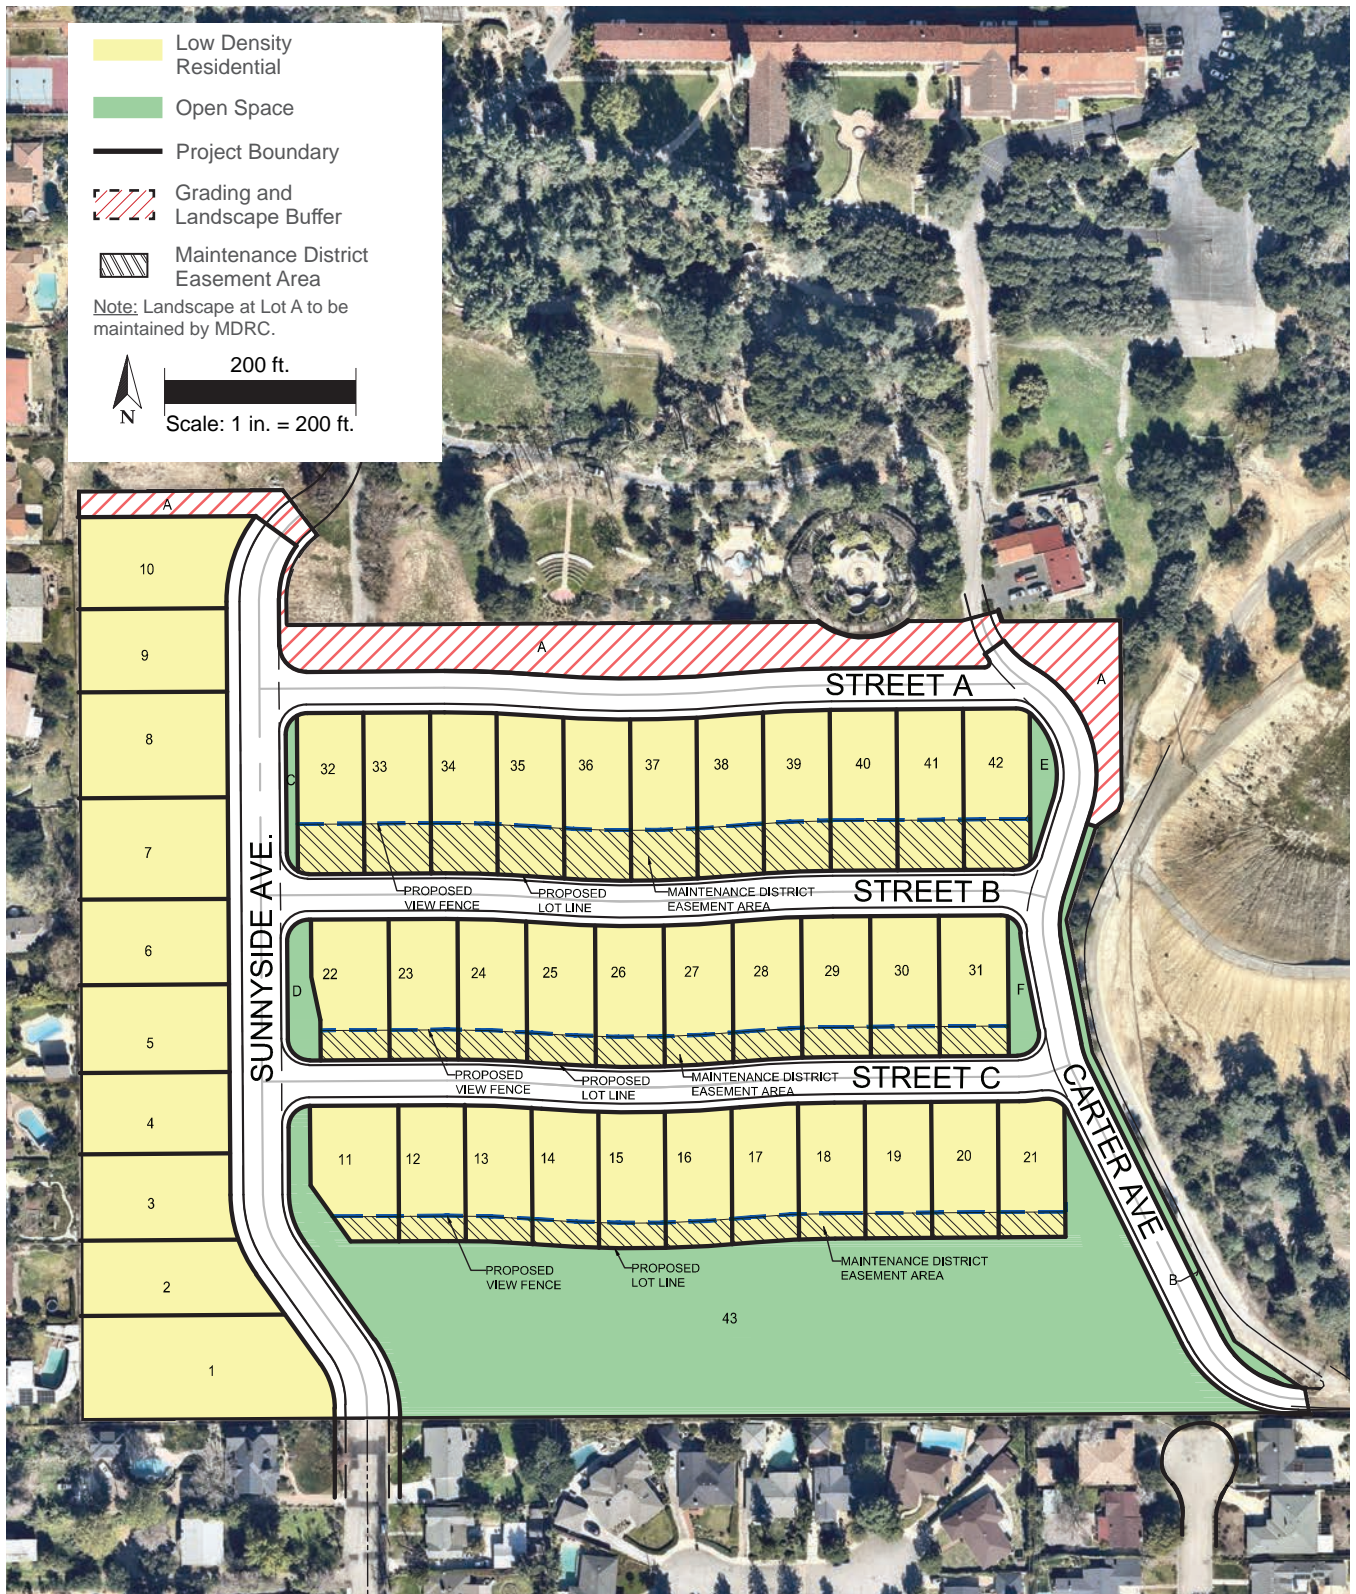 Low Density
Residential
Open Space
Project Boundary
Grading and
Landscape Buffer
Maintenance District
Easement Area
Note: Landscape at Lot A to be
maintained by MDRC.
200 ft.
N
Scale: 1 in. = 200 ft.
A
10
9
8
7
6
5
4
3
2
1
SUNNYSIDE AVE.
A
A
STREET A
C
32
33
34
35
36
37
38
39
40
41
42
E
PROPOSED
VIEW FENCE
PROPOSED
LOT LINE
MAINTENANCE DISTRICT
EASEMENT AREA
STREET B
D
22
23
24
25
26
27
28
29
30
31
F
PROPOSED
VIEW FENCE
PROPOSED
LOT LINE
MAINTENANCE DISTRICT
EASEMENT AREA
STREET C
CARTER AVE
11
12
13
14
15
16
17
18
19
20
21
PROPOSED
VIEW FENCE
PROPOSED
LOT LINE
MAINTENANCE DISTRICT
EASEMENT AREA
B
43